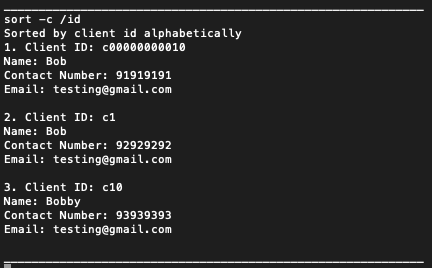 sort -c /id
Sorted by client id alphabetically
1. Client ID: c00000000010
Name: Bob
Contact Number: 91919191
Email: testing@gmail.com
2. Client ID: c1
Name: Bob
Contact Number: 92929292
Email: testing@gmail.com
3. Client ID: c10
Name: Bobby
Contact Number: 93939393
Email: testing@gmail.com